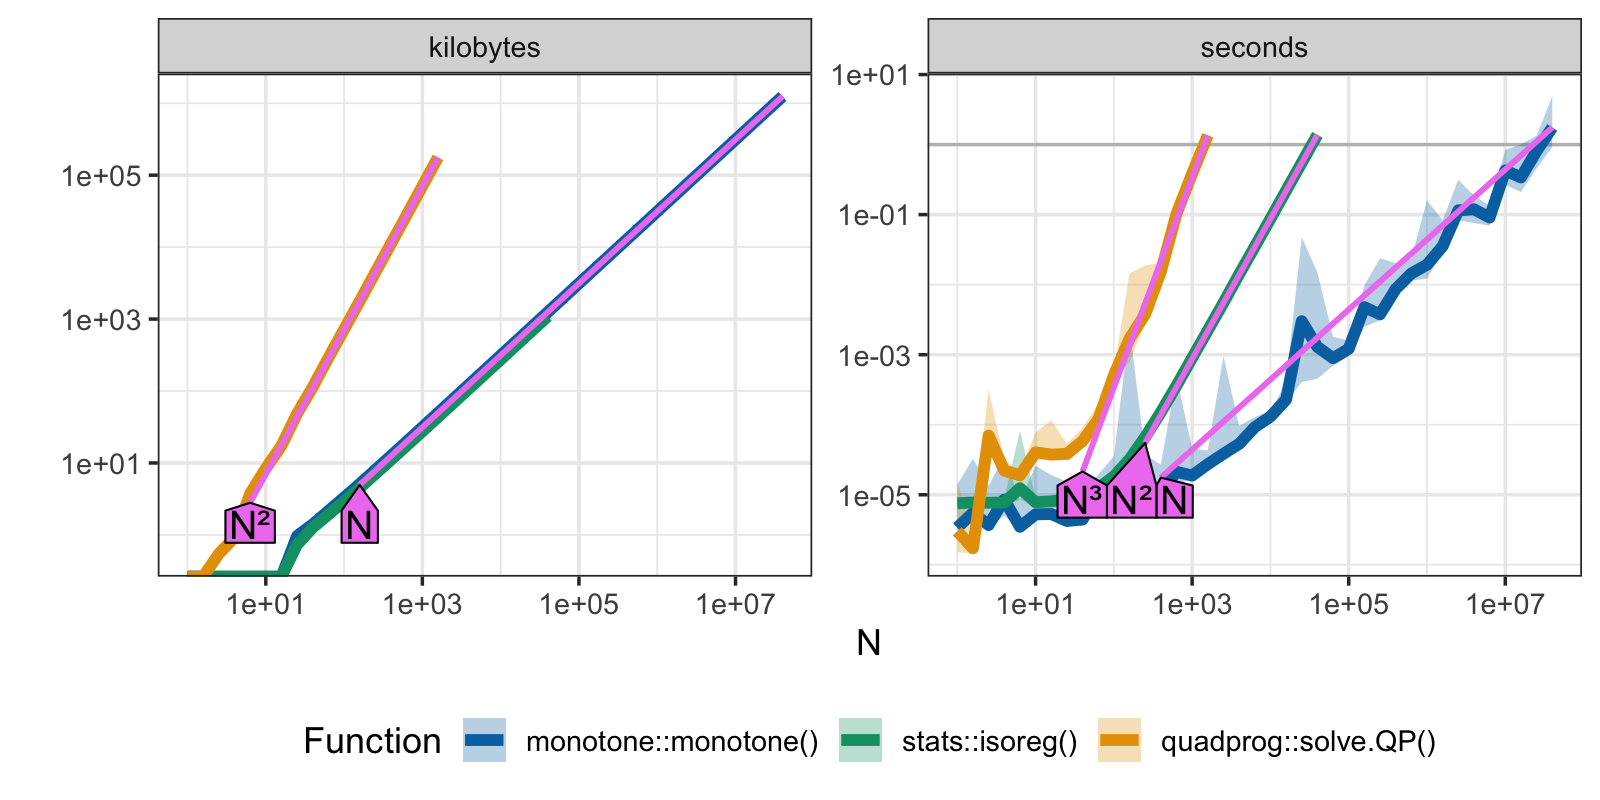 kilobytes
seconds
1e+05
1e+03
1e+01
1e+01
1e-01
1e-03
1e-05
N²
N
N³
N²
N
1e+01 1e+03 1e+05 1e+07
1e+01 1e+03 1e+05 1e+07
N
Function monotone::monotone() stats::isoreg() quadprog::solve.QP()